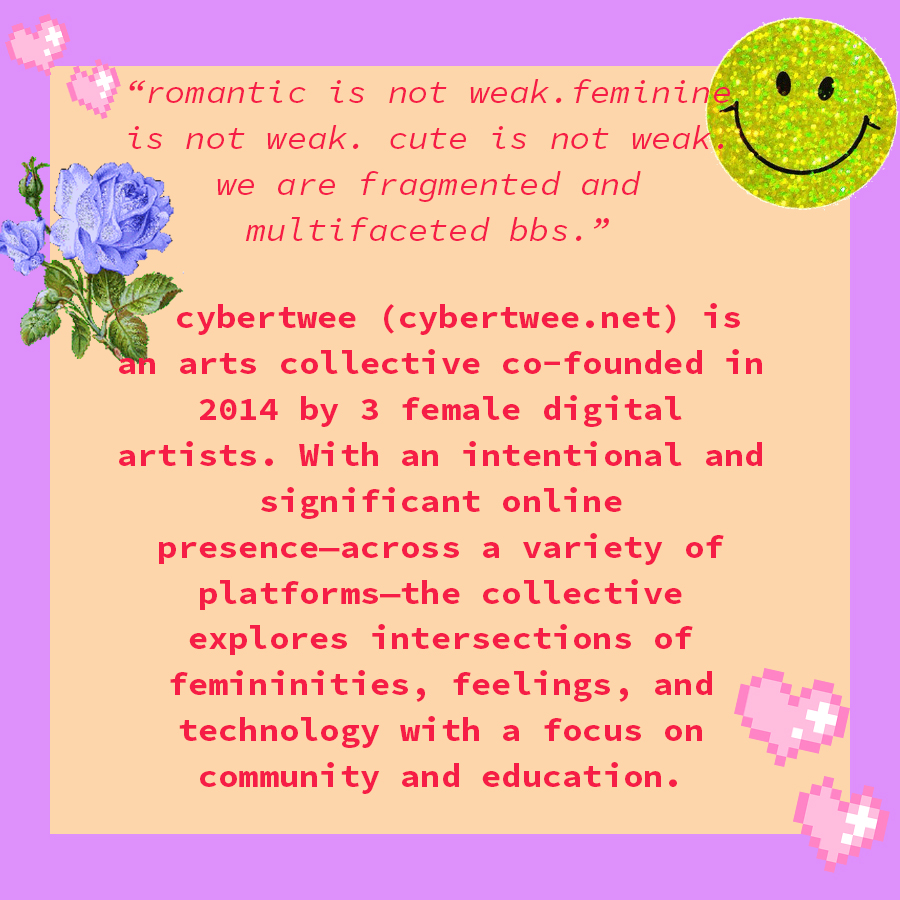 “romantic is not weak.feminine
is not weak. cute is not weak.
we are fragmented and
multifaceted bbs.”
cybertwee (cybertwee.net) is
an arts collective co-founded in
2014 by 3 female digital
artists. With an intentional and
significant online
presence—across a variety of
platforms—the collective
explores intersections of
femininities, feelings, and
technology with a focus on
community and education.